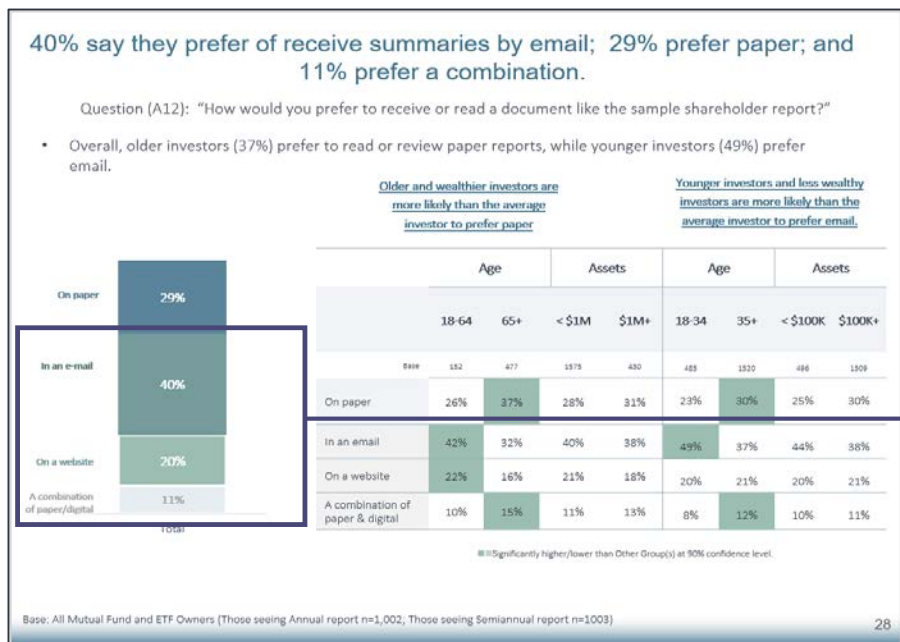 40% say they prefer of receive summaries by email; 29% prefer paper; and
11% prefer a combination.
Question (A12): "How would you prefer to receive or read a document like the sample shareholder report?"
• Overall, older investors (37%) prefer to read or review paper reports, while younger investors (49%) prefer
email.
Older and wealthier investors are
more likely than the average
investor to prefer paper
Younger investors and less wealthy
investors are more likely than the
average investor to prefer email.
On paper 29%
In an e-mail 40%
On a website 20%
A combination
of paper/digital 11%
Total
Age Assets Age Assets
18-64 65+ < $1M $1M+ 18-34 35+ < $100K $100K+
Base 477 1575 430 485 1520 496 1509
On paper 26% 37% 28% 31% 23% 30% 25% 30%
In an email 42% 32% 40% 38% 49% 37% 44% 38%
On a website 22% 16% 21% 18% 20% 21% 20% 21%
A combination of
paper & digital 10% 15% 11% 13% 8% 12% 10% 11%
=Significantly higher/lower than Other Group(s) at 90% confidence level.
Base: All Mutual Fund and ETF Owners (Those seeing Annual report n=1,002; Those seeing Semiannual report n=1003)
28